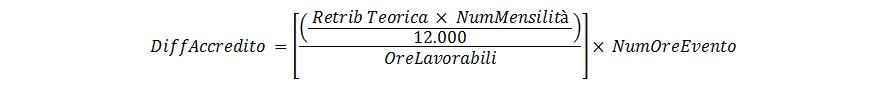 DiffAccredito = [((Retrib Teorica × NumMensilità) / 12.000) / OreLavorabili] × NumOreEvento